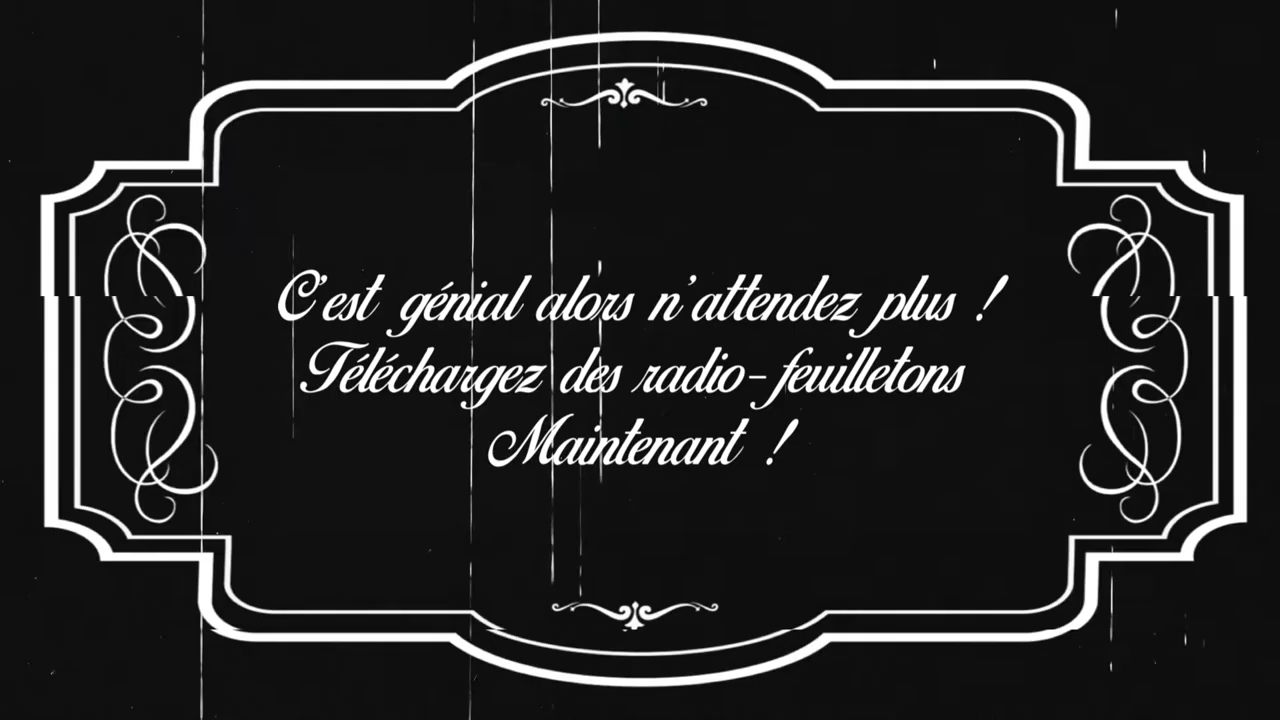 C'est génial alors n'attendez plus !
Téléchargez des radio-feuilletons
Maintenant !